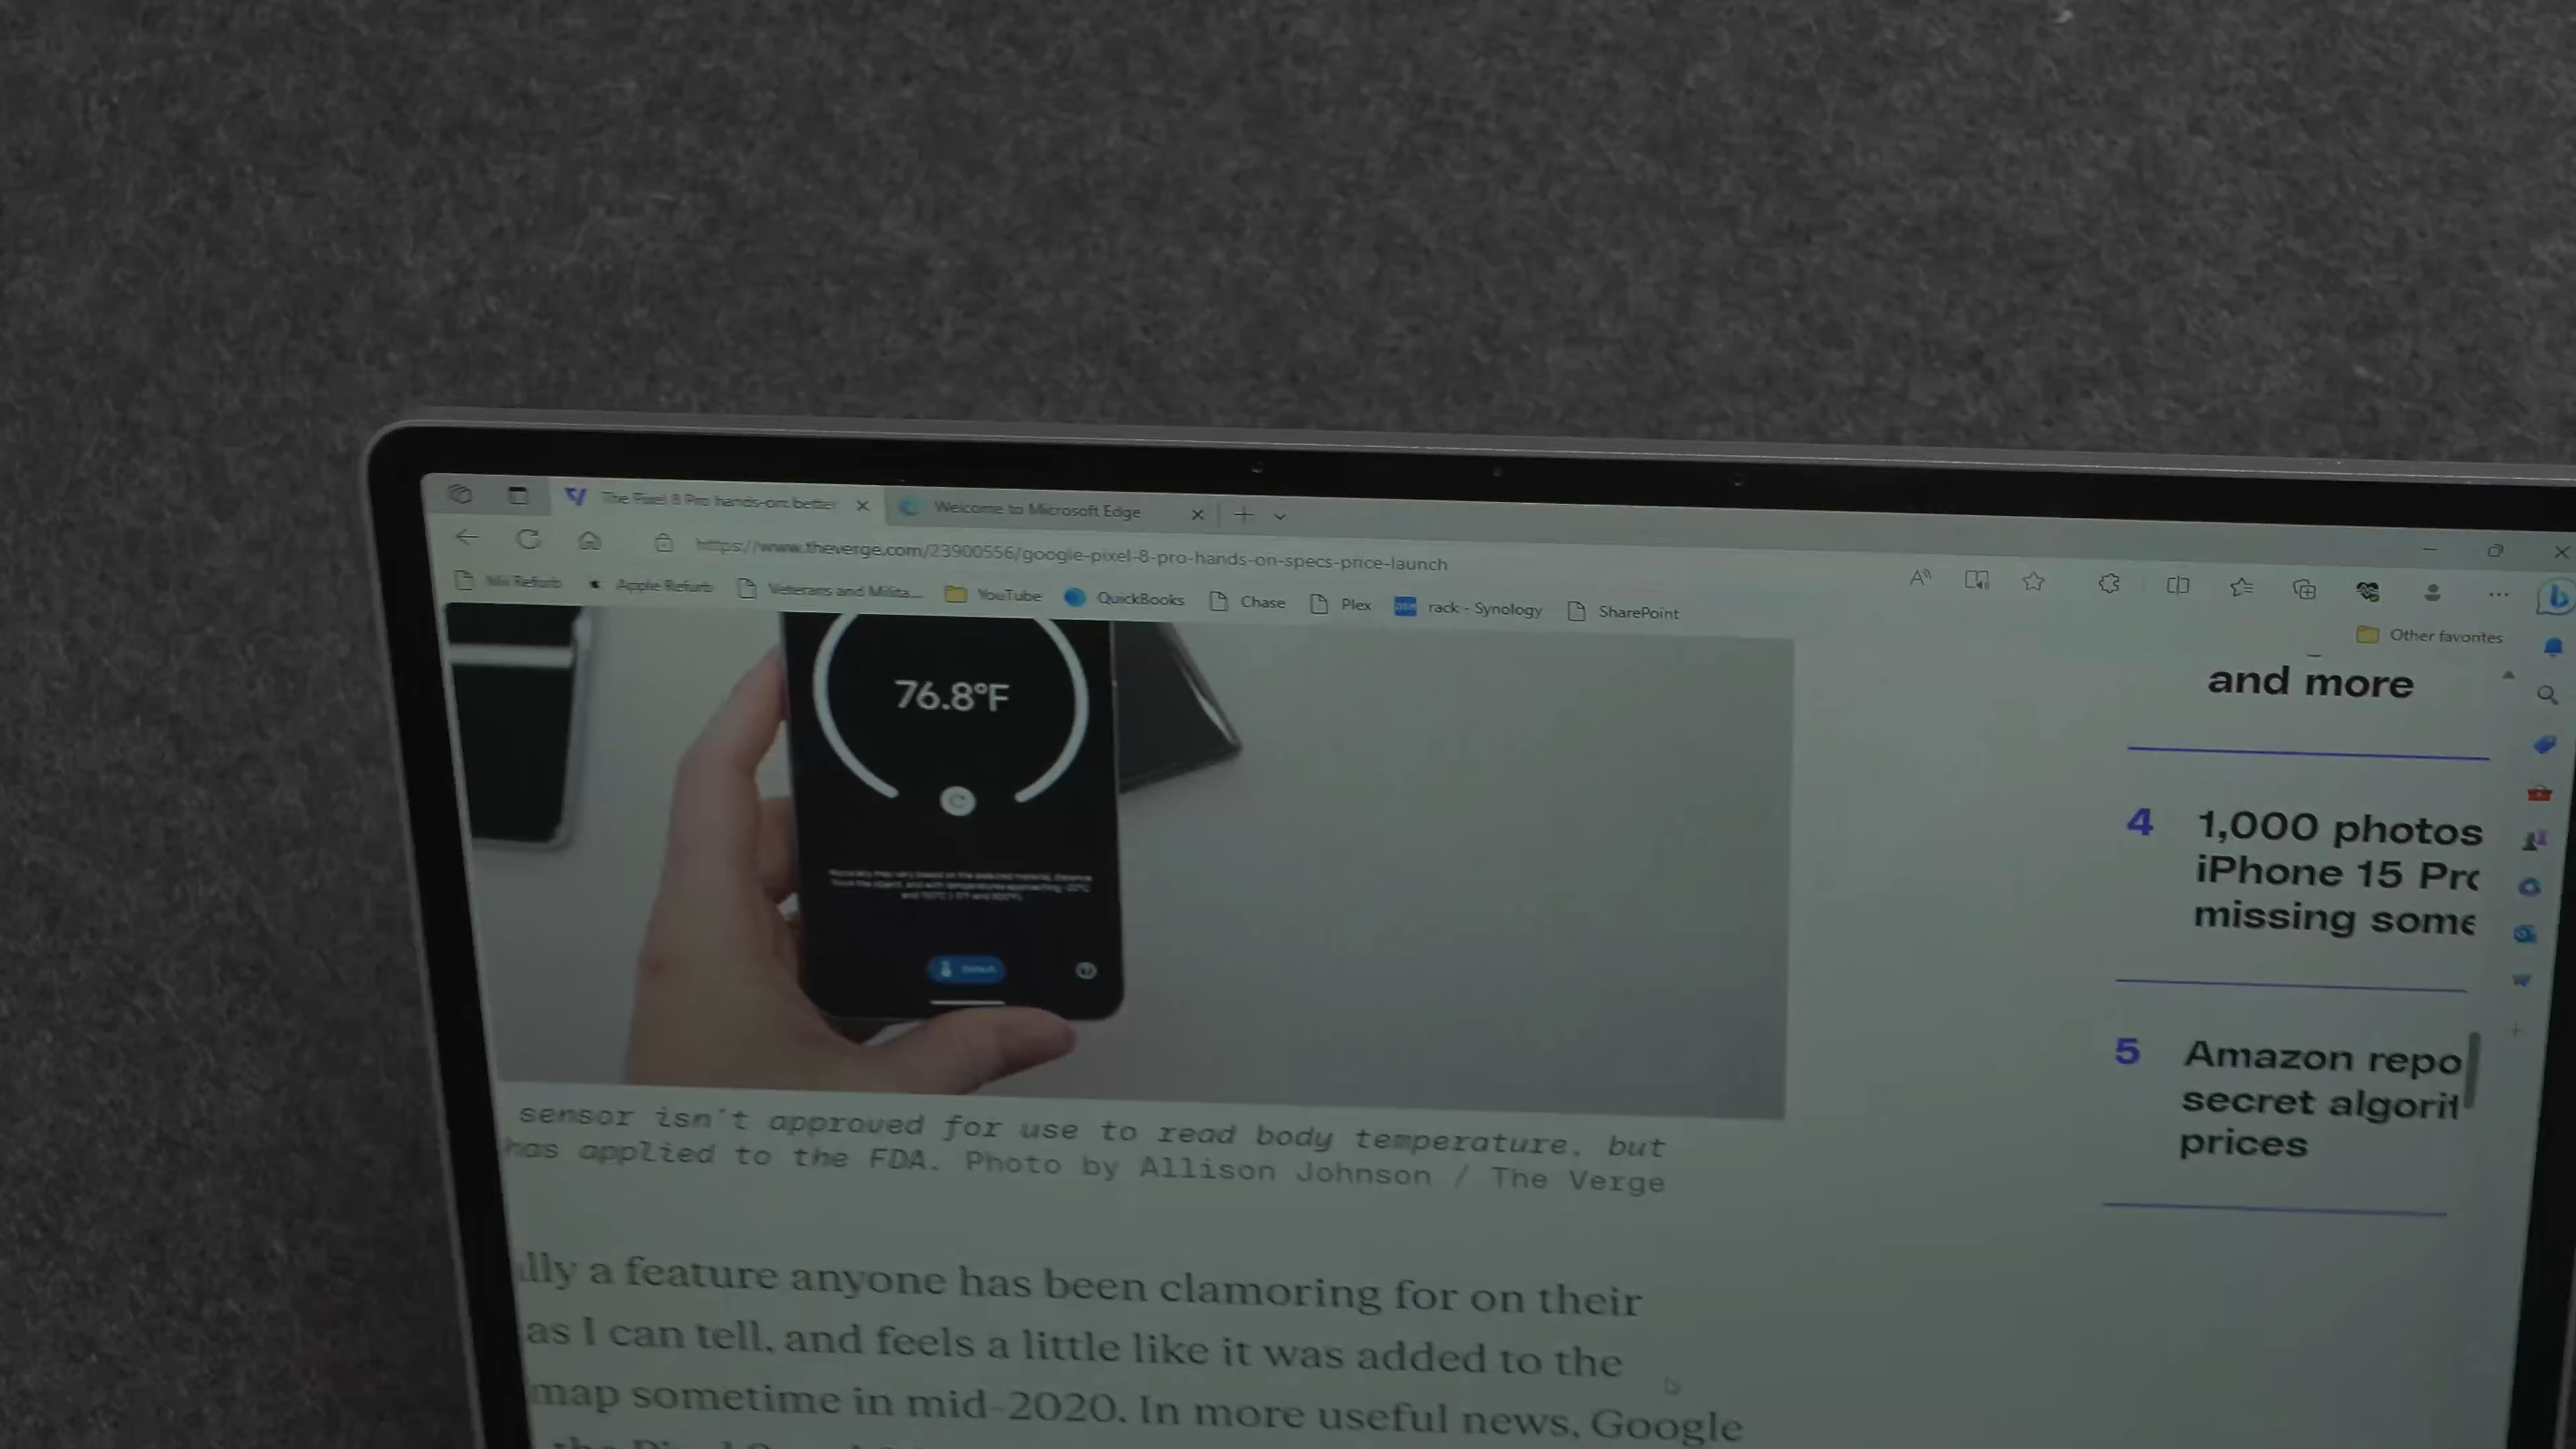 The Pixel 8 Pro hands-on: better
Welcome to Microsoft Edge
https://www.theverge.com/23900556/google-pixel-8-pro-hands-on-specs-price-launch
Refurb
Apple Refurb
Veterans and Milita...
YouTube
QuickBooks
Chase
Plex
rack - Synology
SharePoint
Other favorites
76.8°F
sensor isn't approved for use to read body temperature, but
has applied to the FDA. Photo by Allison Johnson / The Verge
lly a feature anyone has been clamoring for on their
as I can tell, and feels a little like it was added to the
map sometime in mid-2020. In more useful news, Google
and more
4 1,000 photos
iPhone 15 Pro
missing some
5 Amazon repo
secret algorit
prices